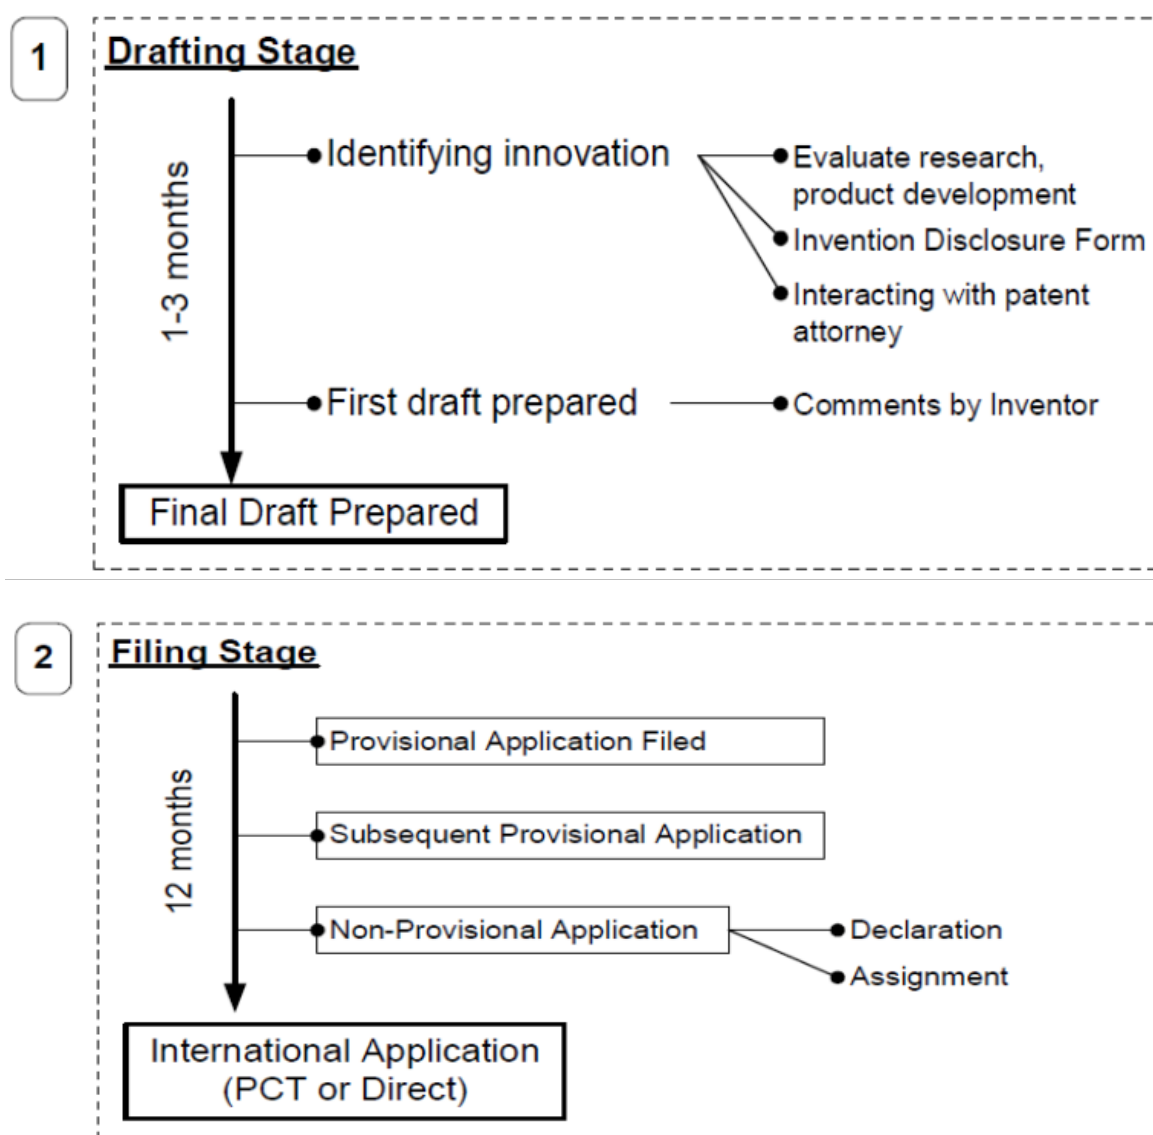 1
Drafting Stage
1-3 months
Identifying innovation
Evaluate research,
product development
Invention Disclosure Form
Interacting with patent
attorney
First draft prepared
Comments by Inventor
Final Draft Prepared
2
Filing Stage
12 months
Provisional Application Filed
Subsequent Provisional Application
Non-Provisional Application
Declaration
Assignment
International Application
(PCT or Direct)